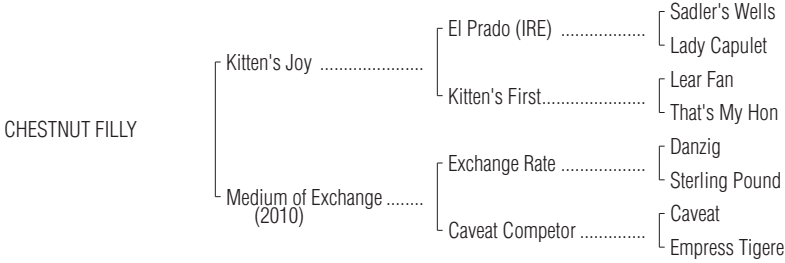 Sadler's Wells
El Prado (IRE) ...................
Lady Capulet
Kitten's Joy ......................
Lear Fan
Kitten's First......................
That's My Hon
CHESTNUT FILLY
Danzig
Exchange Rate ..................
Sterling Pound
Medium of Exchange ........
(2010)
Caveat
Caveat Competor ..............
Empress Tigere